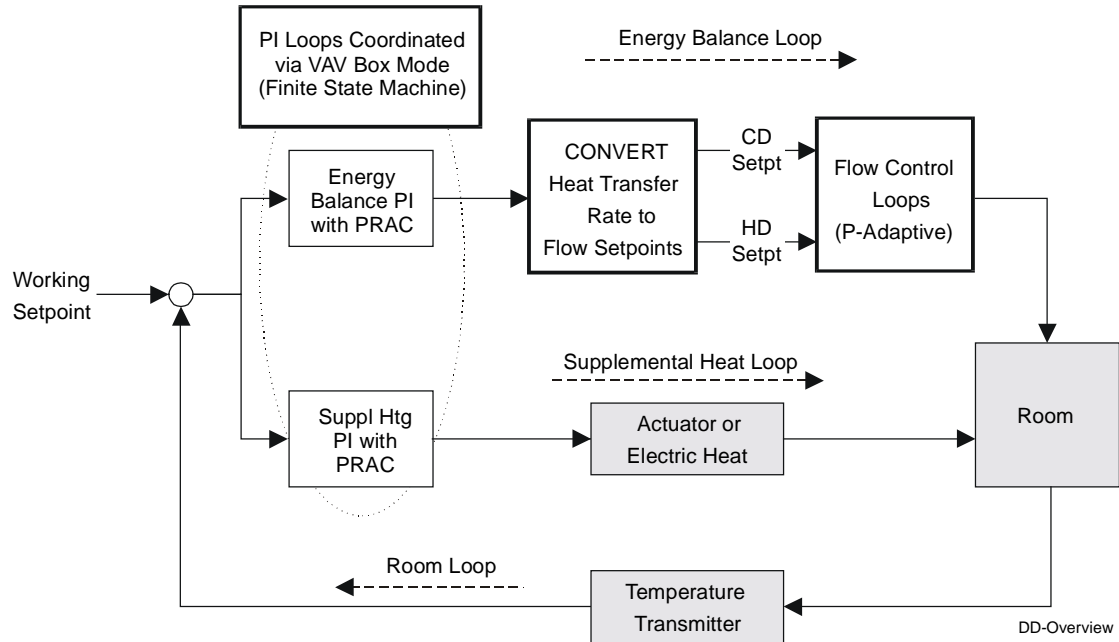 PI Loops Coordinated
via VAV Box Mode
(Finite State Machine)
Energy Balance Loop
Energy
Balance PI
with PRAC
CONVERT
Heat Transfer
Rate to
Flow Setpoints
CD
Setpt
HD
Setpt
Flow Control
Loops
(P-Adaptive)
Working
Setpoint
Supplemental Heat Loop
Suppl Htg
PI with
PRAC
Actuator or
Electric Heat
Room
Room Loop
Temperature
Transmitter
DD-Overview